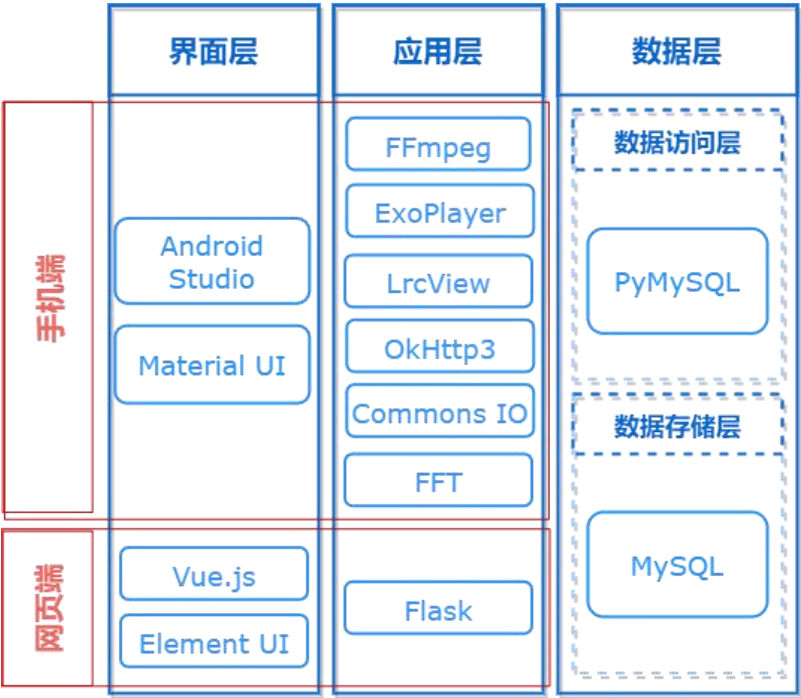 界面层
应用层
数据层
手机端
Android
Studio
Material UI
FFmpeg
ExoPlayer
LrcView
OkHttp3
Commons IO
FFT
数据访问层
PyMySQL
数据存储层
MySQL
网页端
Vue.js
Element UI
Flask